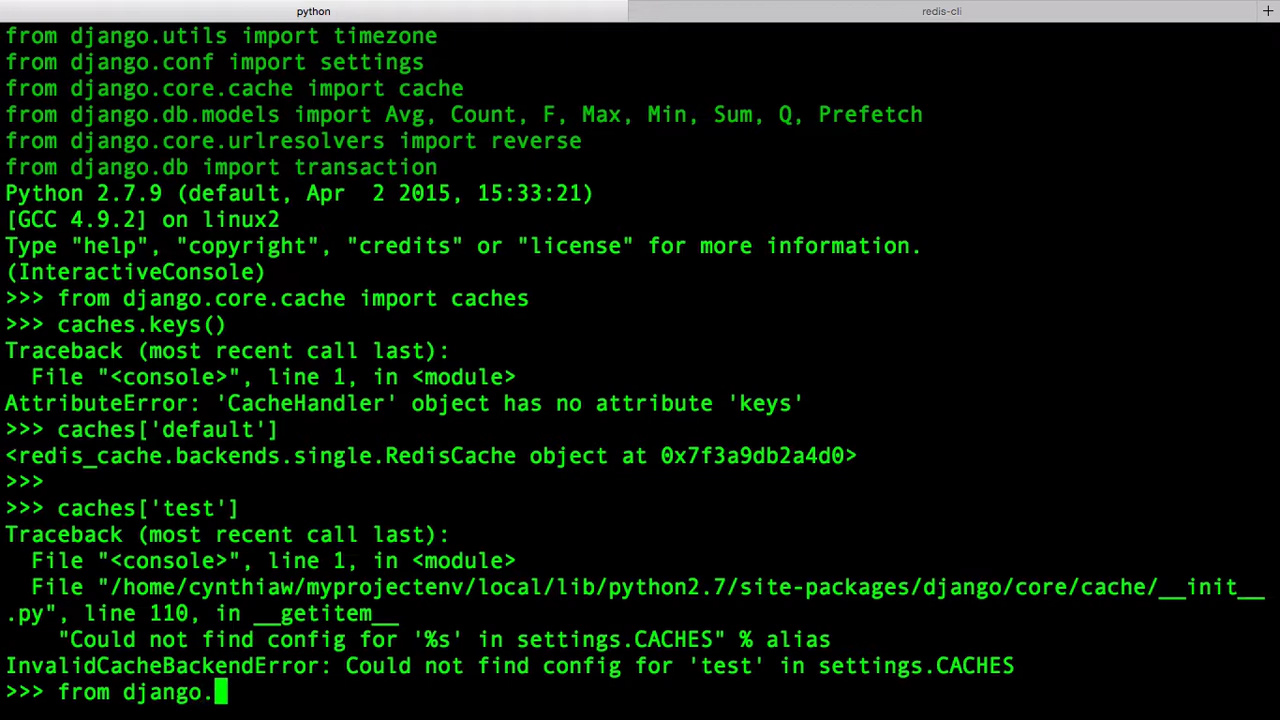 python
redis-cli
+
from django.utils import timezone
from django.conf import settings
from django.core.cache import cache
from django.db.models import Avg, Count, F, Max, Min, Sum, Q, Prefetch
from django.core.urlresolvers import reverse
from django.db import transaction
Python 2.7.9 (default, Apr  2 2015, 15:33:21)
[GCC 4.9.2] on linux2
Type "help", "copyright", "credits" or "license" for more information.
(InteractiveConsole)
>>> from django.core.cache import caches
>>> caches.keys()
Traceback (most recent call last):
  File "<console>", line 1, in <module>
AttributeError: 'CacheHandler' object has no attribute 'keys'
>>> caches['default']
<redis_cache.backends.single.RedisCache object at 0x7f3a9db2a4d0>
>>>
>>> caches['test']
Traceback (most recent call last):
  File "<console>", line 1, in <module>
  File "/home/cynthiaw/myprojectenv/local/lib/python2.7/site-packages/django/core/cache/__init__
.py", line 110, in __getitem__
    "Could not find config for '%s' in settings.CACHES" % alias
InvalidCacheBackendError: Could not find config for 'test' in settings.CACHES
>>> from django.